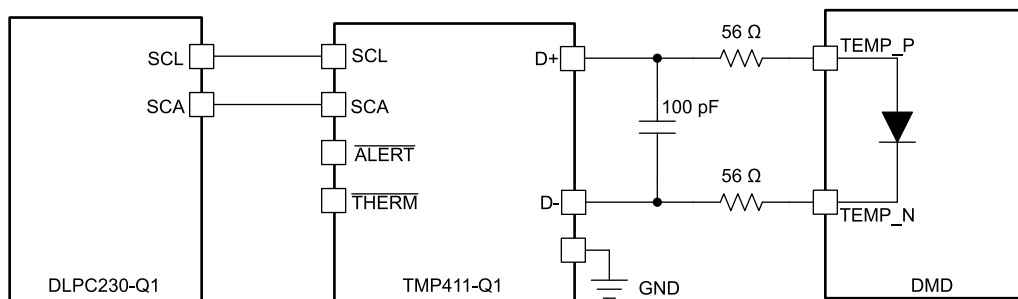 SCL
SCA
DLPC230-Q1
SCL
SCA
ALERT
THERM
D+
D-
TMP411-Q1
GND
100 pF
56 Ω
56 Ω
TEMP_P
TEMP_N
DMD